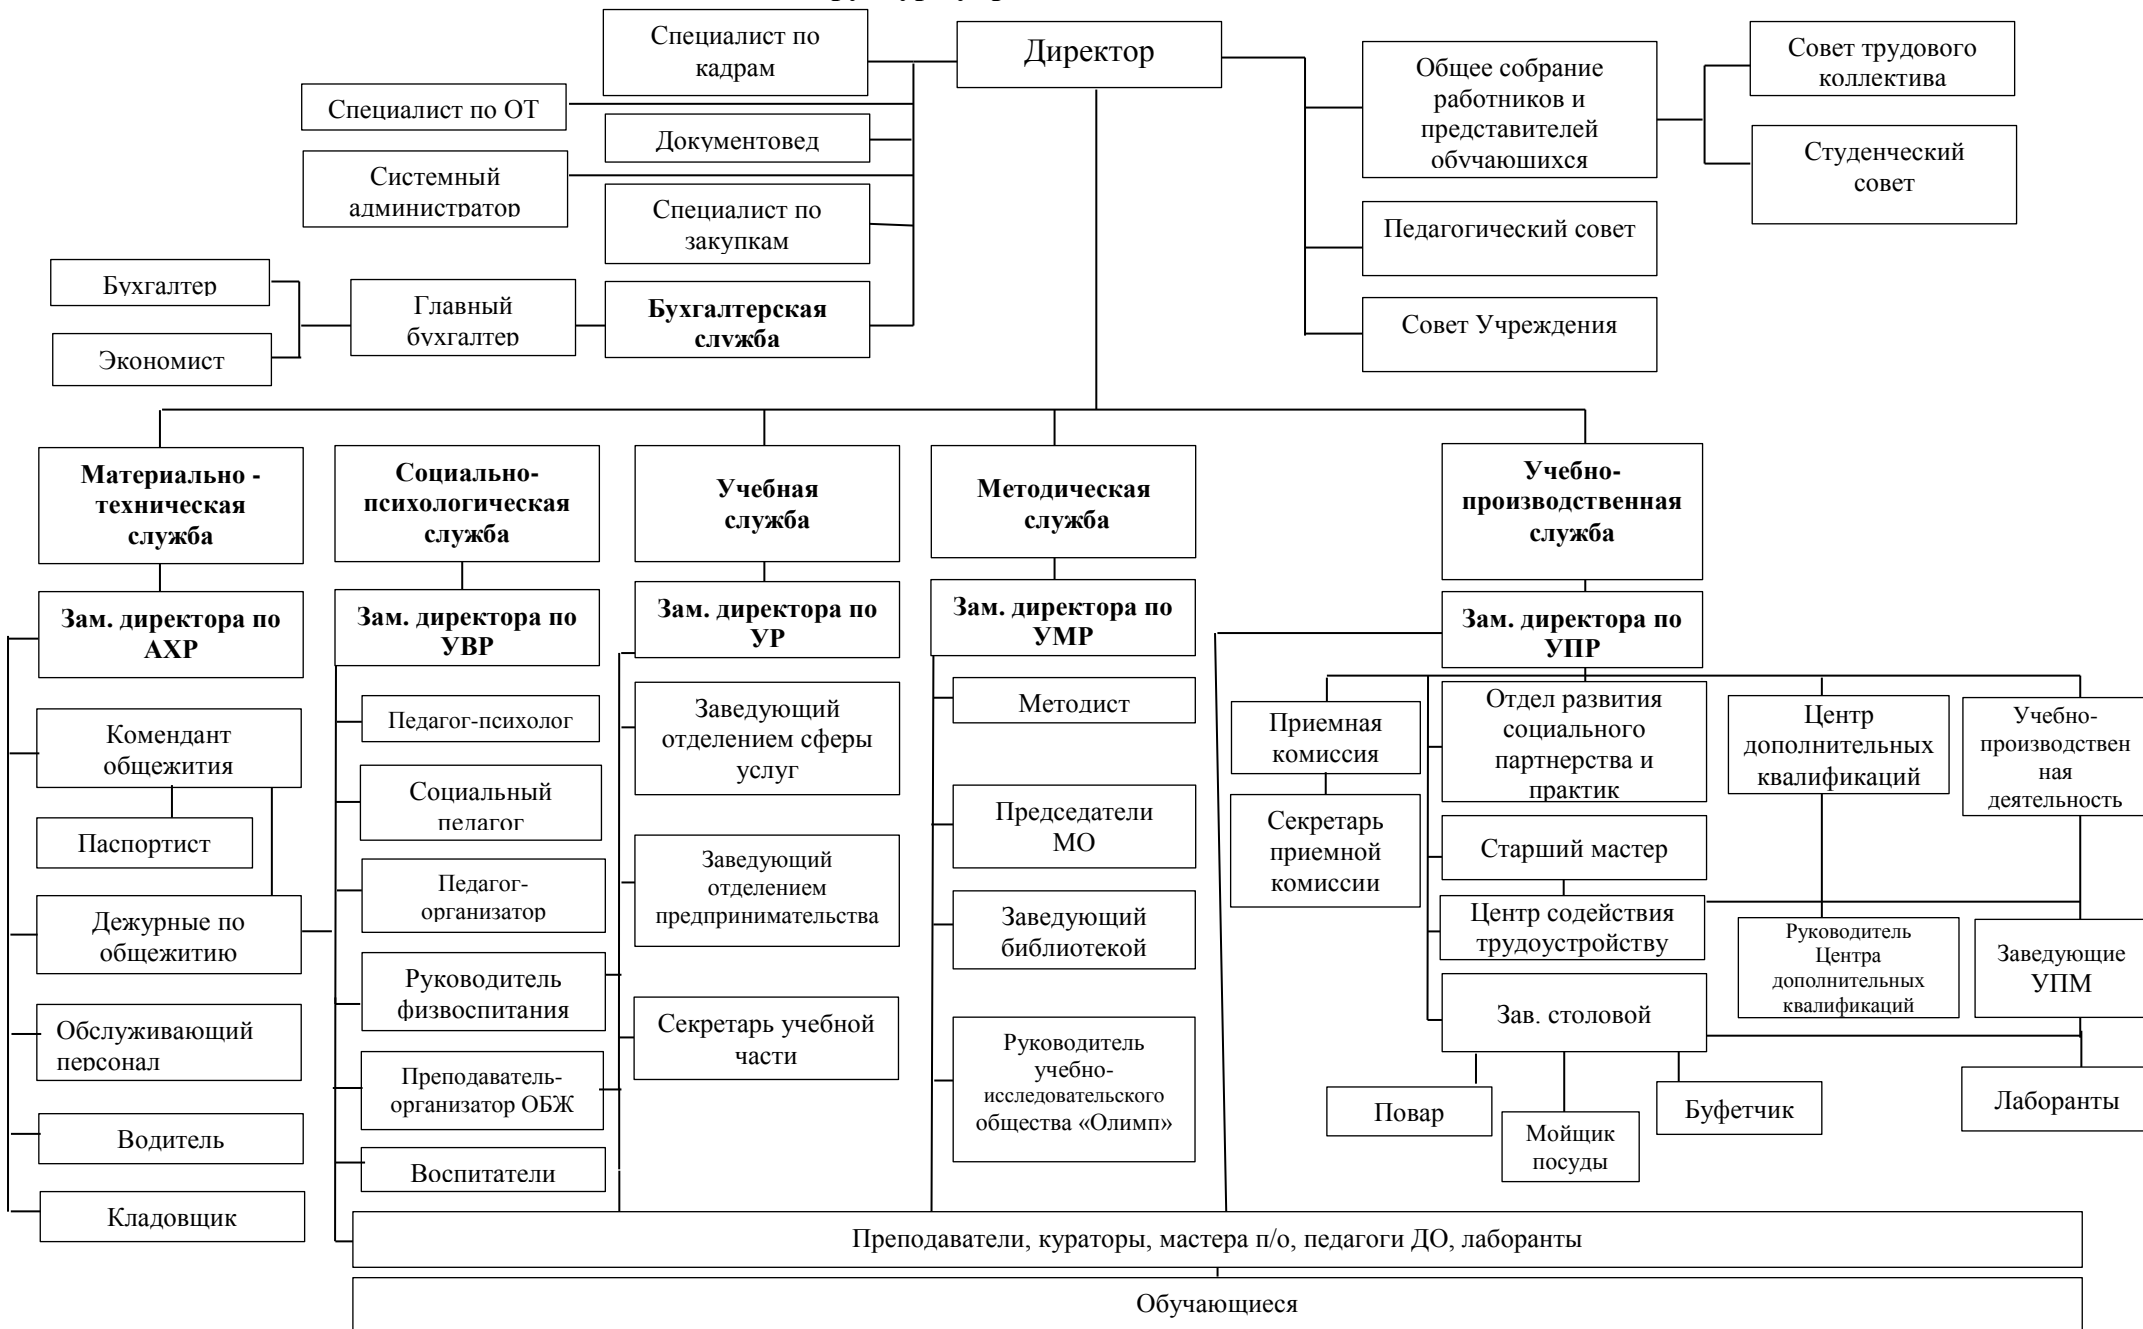 Специалист по
кадрам
Директор
Общее собрание
работников и
представителей
обучающихся
Совет трудового
коллектива
Специалист по ОТ
Документовед
Студенческий
совет
Системный
администратор
Специалист по
закупкам
Педагогический совет
Бухгалтер
Главный
бухгалтер
Бухгалтерская
служба
Совет Учреждения
Экономист
Материально -
техническая
служба
Социально-
психологическая
служба
Учебная
служба
Методическая
служба
Учебно-
производственная
служба
Зам. директора по
АХР
Зам. директора по
УВР
Зам. директора по
УР
Зам. директора по
УМР
Зам. директора по
УПР
Комендант
общежития
Паспортист
Дежурные по
общежитию
Обслуживающий
персонал
Водитель
Кладовщик
Педагог-психолог
Социальный
педагог
Педагог-
организатор
Руководитель
физвоспитания
Преподаватель-
организатор ОБЖ
Воспитатели
Заведующий
отделением сферы
услуг
Заведующий
отделением
предпринимательства
Секретарь учебной
части
Методист
Председатели
МО
Заведующий
библиотекой
Руководитель
учебно-
исследовательского
общества «Олимп»
Приемная
комиссия
Секретарь
приемной
комиссии
Отдел развития
социального
партнерства и
практик
Старший мастер
Центр содействия
трудоустройству
Зав. столовой
Повар
Мойщик
посуды
Буфетчик
Центр
дополнительных
квалификаций
Руководитель
Центра
дополнительных
квалификаций
Учебно-
производствен
ная
деятельность
Заведующие
УПМ
Лаборанты
Преподаватели, кураторы, мастера п/о, педагоги ДО, лаборанты
Обучающиеся